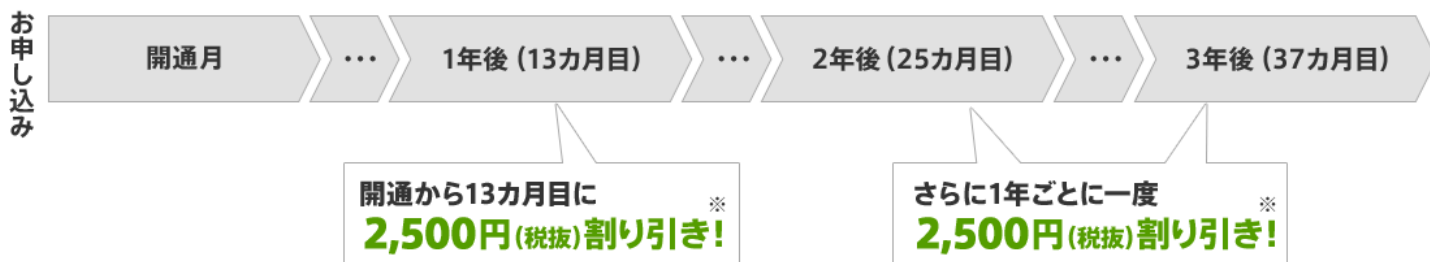 お申し込み
開通月
…
1年後（13カ月目）
…
2年後（25カ月目）
…
3年後（37カ月目）
開通から13カ月目に
※
2,500円(税抜)割り引き！
さらに1年ごとに一度
※
2,500円(税抜)割り引き！